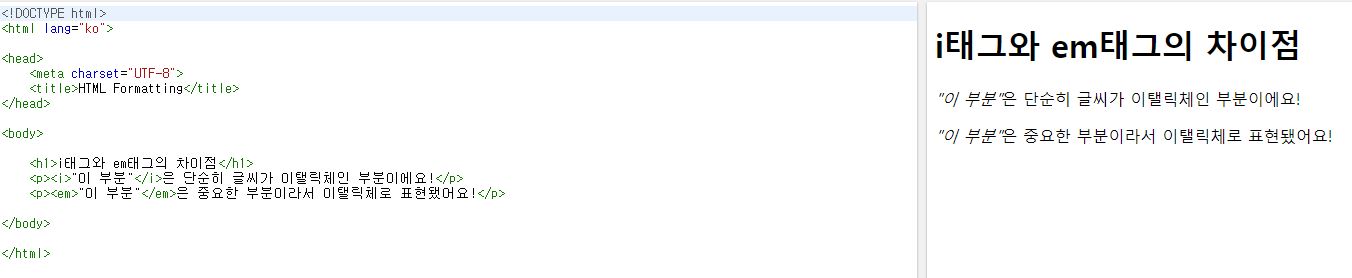 <!DOCTYPE html>
<html lang="ko">
<head>
<meta charset="UTF-8">
<title>HTML Formatting</title>
</head>
<body>
<h1>i태그와 em태그의 차이점</h1>
<p><i>"이 부분"</i>은 단순히 글씨가 이탤릭체인 부분이에요!</p>
<p><em>"이 부분"</em>은 중요한 부분이라서 이탤릭체로 표현됐어요!</p>
</body>
</html>
i태그와 em태그의 차이점
"이 부분"은 단순히 글씨가 이탤릭체인 부분이에요!
"이 부분"은 중요한 부분이라서 이탤릭체로 표현됐어요!